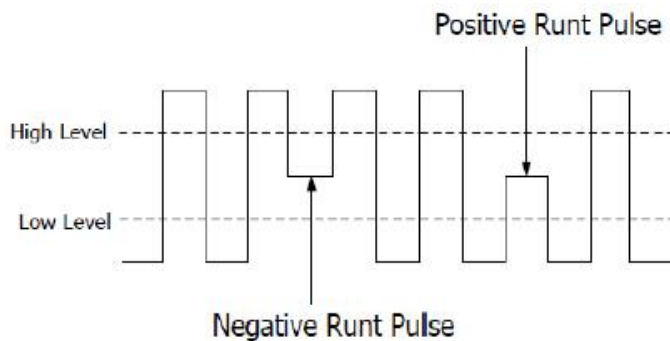 Positive Runt Pulse
High Level
Low Level
Negative Runt Pulse